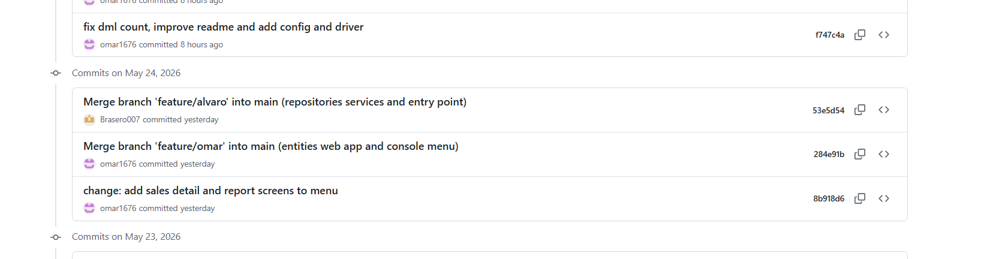 omar1676 committed 8 hours ago
fix dml count, improve readme and add config and driver
omar1676 committed 8 hours ago
f747c4a
Commits on May 24, 2026
Merge branch 'feature/alvaro' into main (repositories services and entry point)
Brasero007 committed yesterday
53e5d54
Merge branch 'feature/omar' into main (entities web app and console menu)
omar1676 committed yesterday
284e91b
change: add sales detail and report screens to menu
omar1676 committed yesterday
8b918d6
Commits on May 23, 2026